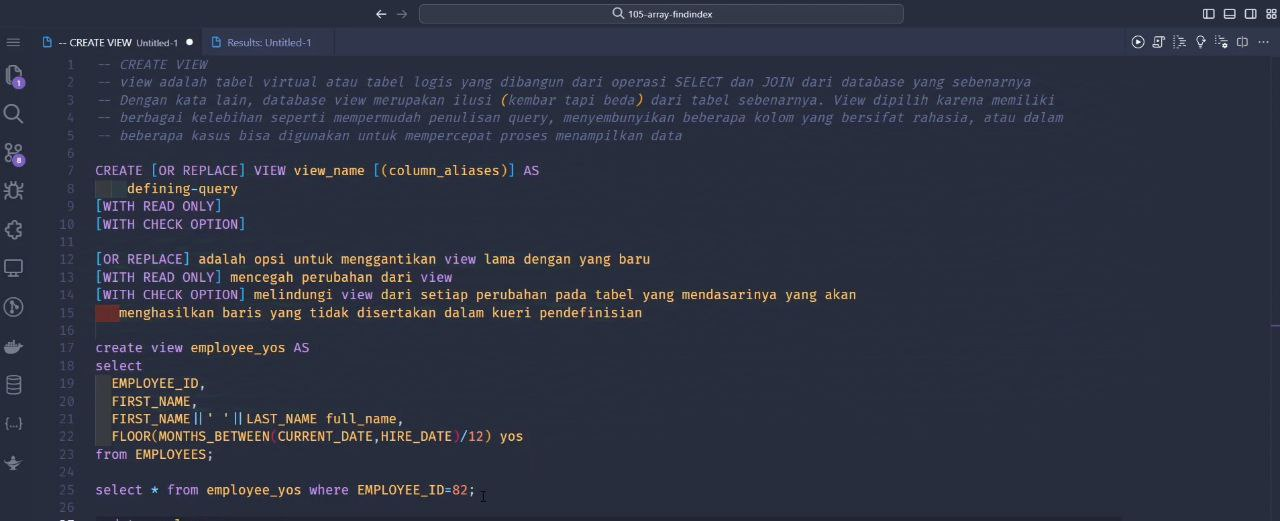 105-array-findindex
-- CREATE VIEW Untitled-1
Results: Untitled-1
1 -- CREATE VIEW
2 -- view adalah tabel virtual atau tabel logis yang dibangun dari operasi SELECT dan JOIN dari database yang sebenarnya
3 -- Dengan kata lain, database view merupakan ilusi (kembar tapi beda) dari tabel sebenarnya. View dipilih karena memiliki
4 -- berbagai kelebihan seperti mempermudah penulisan query, menyembunyikan beberapa kolom yang bersifat rahasia, atau dalam
5 -- beberapa kasus bisa digunakan untuk mempercepat proses menampilkan data
6
7 CREATE [OR REPLACE] VIEW view_name [(column_aliases)] AS
8 defining-query
9 [WITH READ ONLY]
10 [WITH CHECK OPTION]
11
12 [OR REPLACE] adalah opsi untuk menggantikan view lama dengan yang baru
13 [WITH READ ONLY] mencegah perubahan dari view
14 [WITH CHECK OPTION] melindungi view dari setiap perubahan pada tabel yang mendasarinya yang akan
15 menghasilkan baris yang tidak disertakan dalam kueri pendefinisian
16
17 create view employee_yos AS
18 select
19 EMPLOYEE_ID,
20 FIRST_NAME,
21 FIRST_NAME||' '||LAST_NAME full_name,
22 FLOOR(MONTHS_BETWEEN(CURRENT_DATE,HIRE_DATE)/12) yos
23 from EMPLOYEES;
24
25 select * from employee_yos where EMPLOYEE_ID=82;
26
1
8